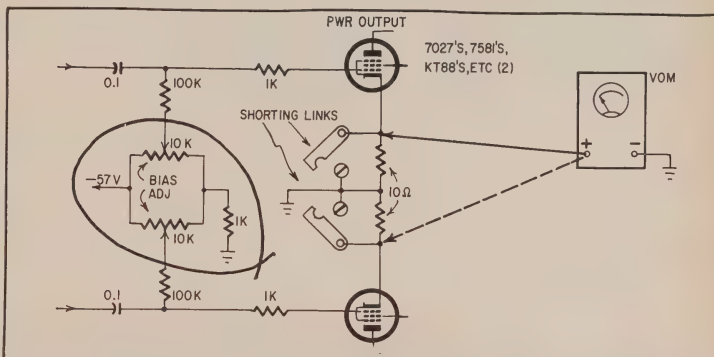 PWR OUTPUT
7027'S, 7581'S,
KT88'S, ETC (2)
VOM
0.1
100K
1K
SHORTING LINKS
+
-
10K
-57V
BIAS
ADJ
10Ω
1K
10K
100K
0.1
1K